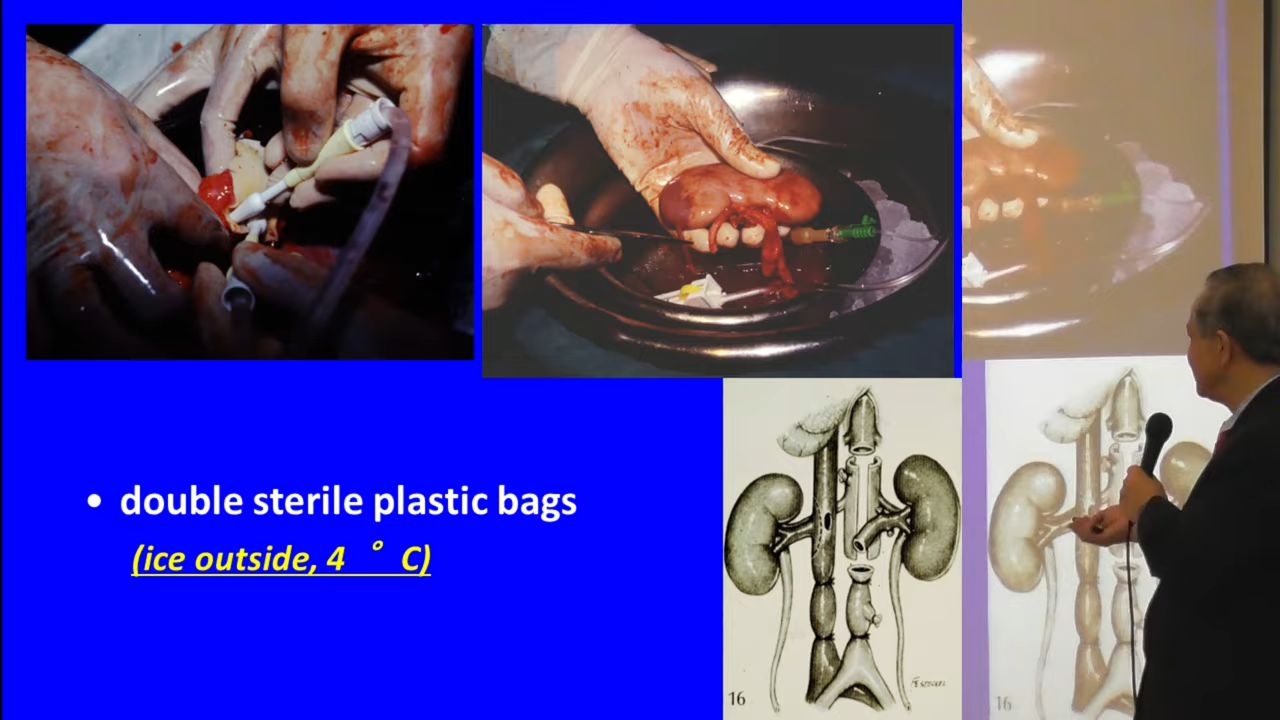 • double sterile plastic bags
(ice outside, 4 ° C)
16
16